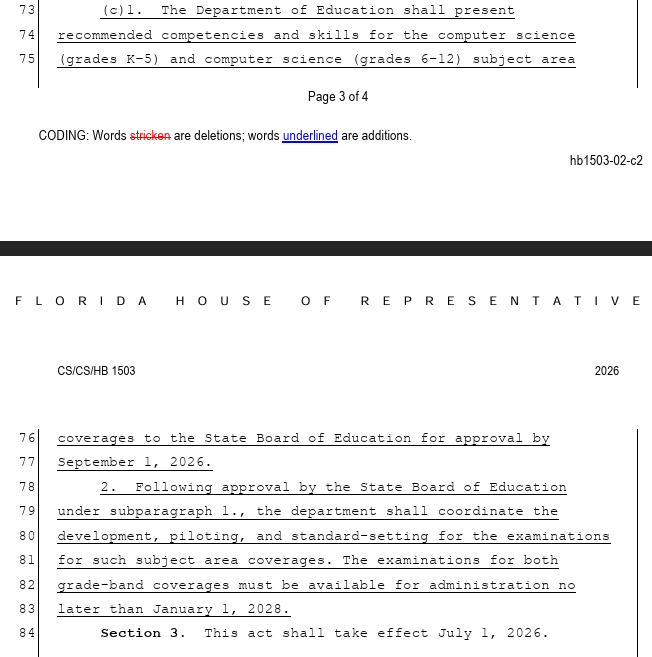 73 (c)1. The Department of Education shall present
74 recommended competencies and skills for the computer science
75 (grades K-5) and computer science (grades 6-12) subject area
Page 3 of 4
CODING: Words stricken are deletions; words underlined are additions.
hb1503-02-c2
F L O R I D A H O U S E O F R E P R E S E N T A T I V E
CS/CS/HB 1503 2026
76 coverages to the State Board of Education for approval by
77 September 1, 2026.
78 2. Following approval by the State Board of Education
79 under subparagraph 1., the department shall coordinate the
80 development, piloting, and standard-setting for the examinations
81 for such subject area coverages. The examinations for both
82 grade-band coverages must be available for administration no
83 later than January 1, 2028.
84 Section 3. This act shall take effect July 1, 2026.